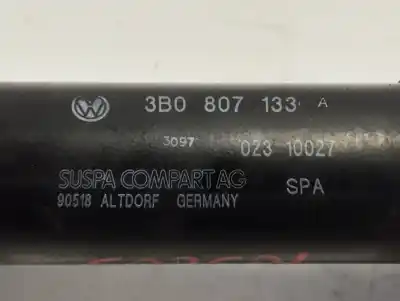 3B0 807 133 A
3097 023 10027
SUSPA COMPART AG SPA
90518 ALTDORF GERMANY